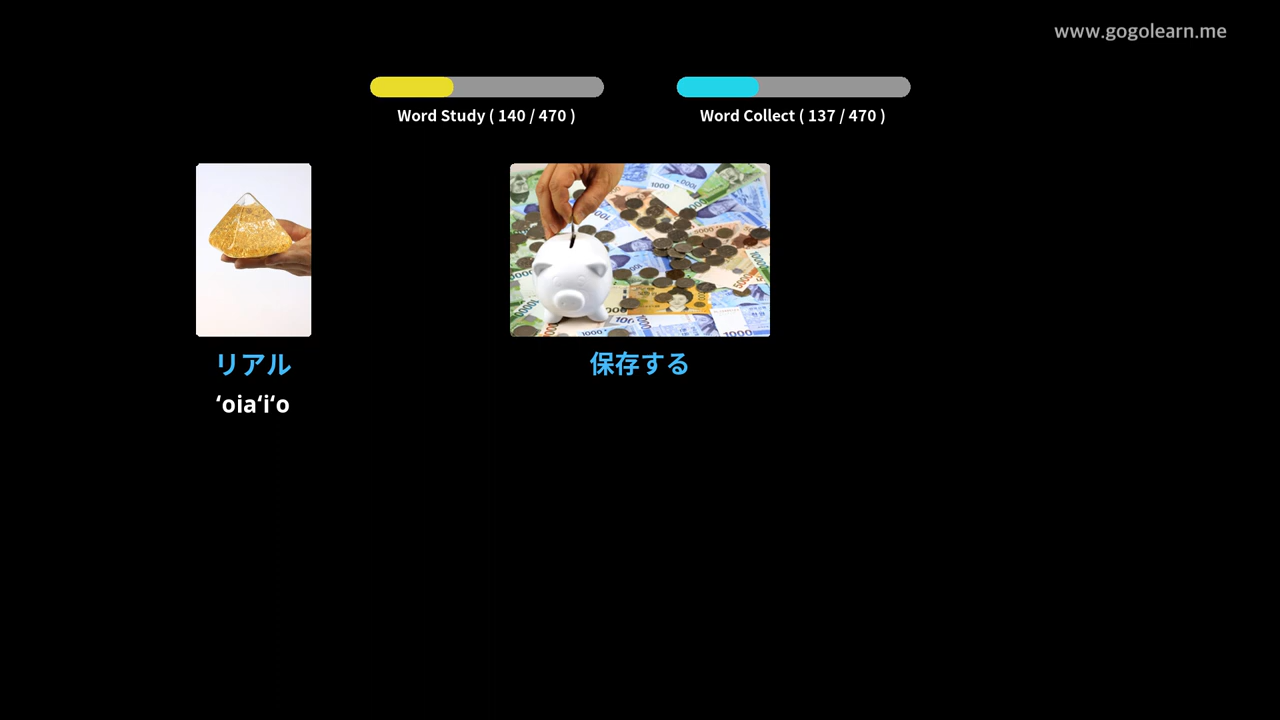 www.gogolearn.me
Word Study ( 140 / 470 )
Word Collect ( 137 / 470 )
リアル
保存する
ʻoiaʻiʻo